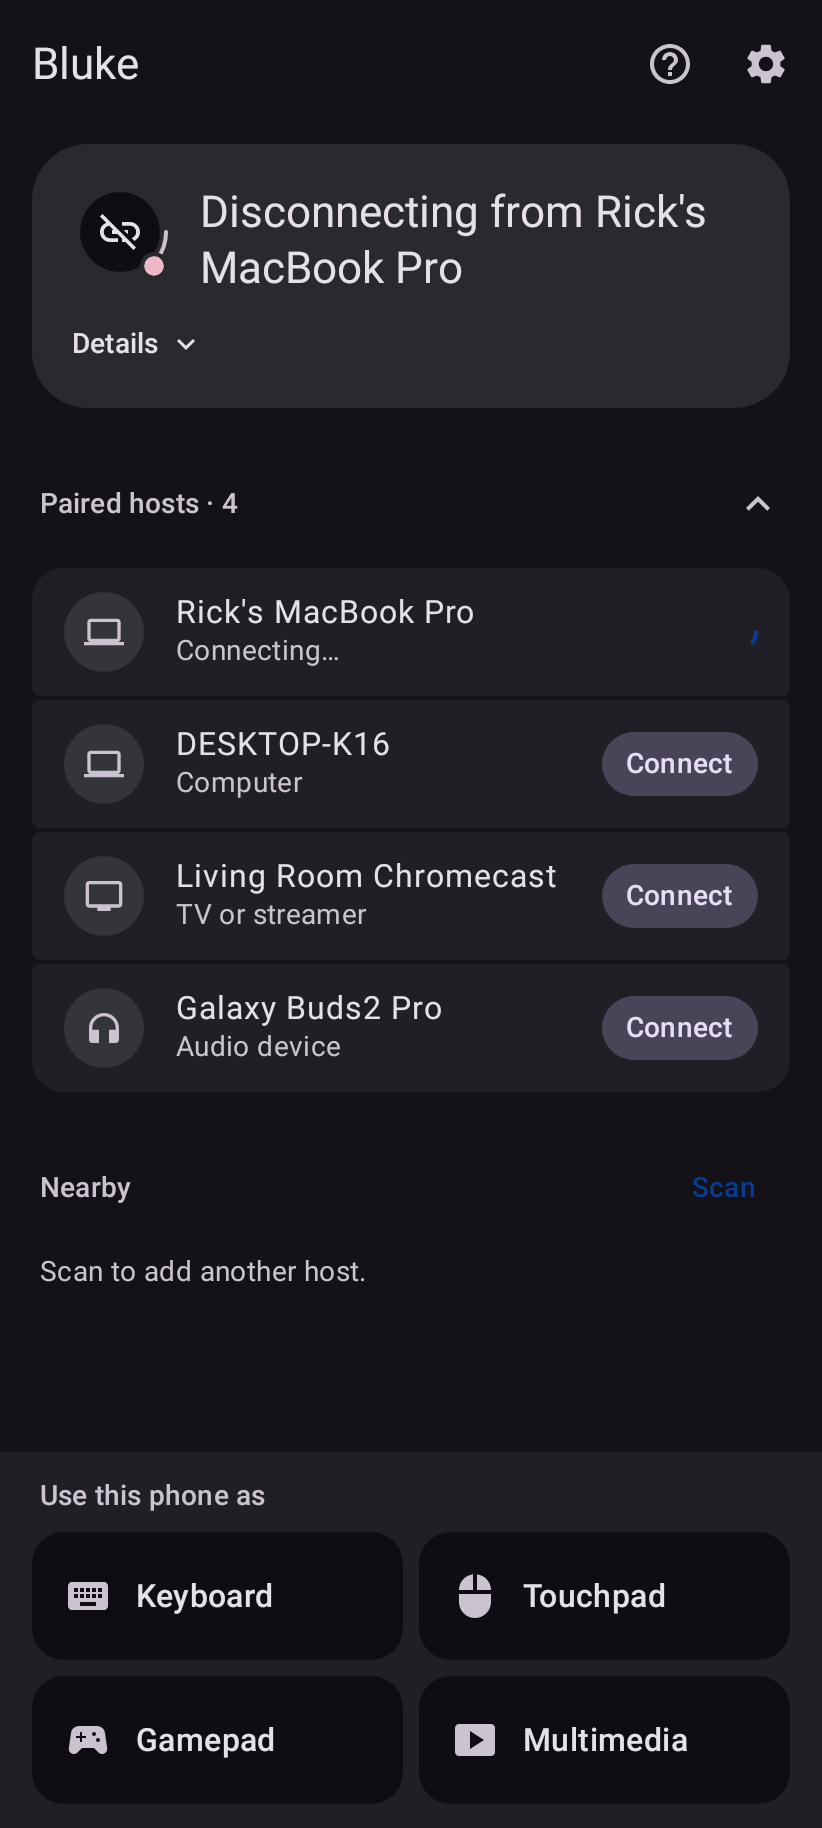 Bluke
Disconnecting from Rick's
MacBook Pro
Details
Paired hosts · 4
Rick's MacBook Pro
Connecting…
DESKTOP-K16
Computer
Connect
Living Room Chromecast
TV or streamer
Connect
Galaxy Buds2 Pro
Audio device
Connect
Nearby
Scan
Scan to add another host.
Use this phone as
Keyboard
Touchpad
Gamepad
Multimedia